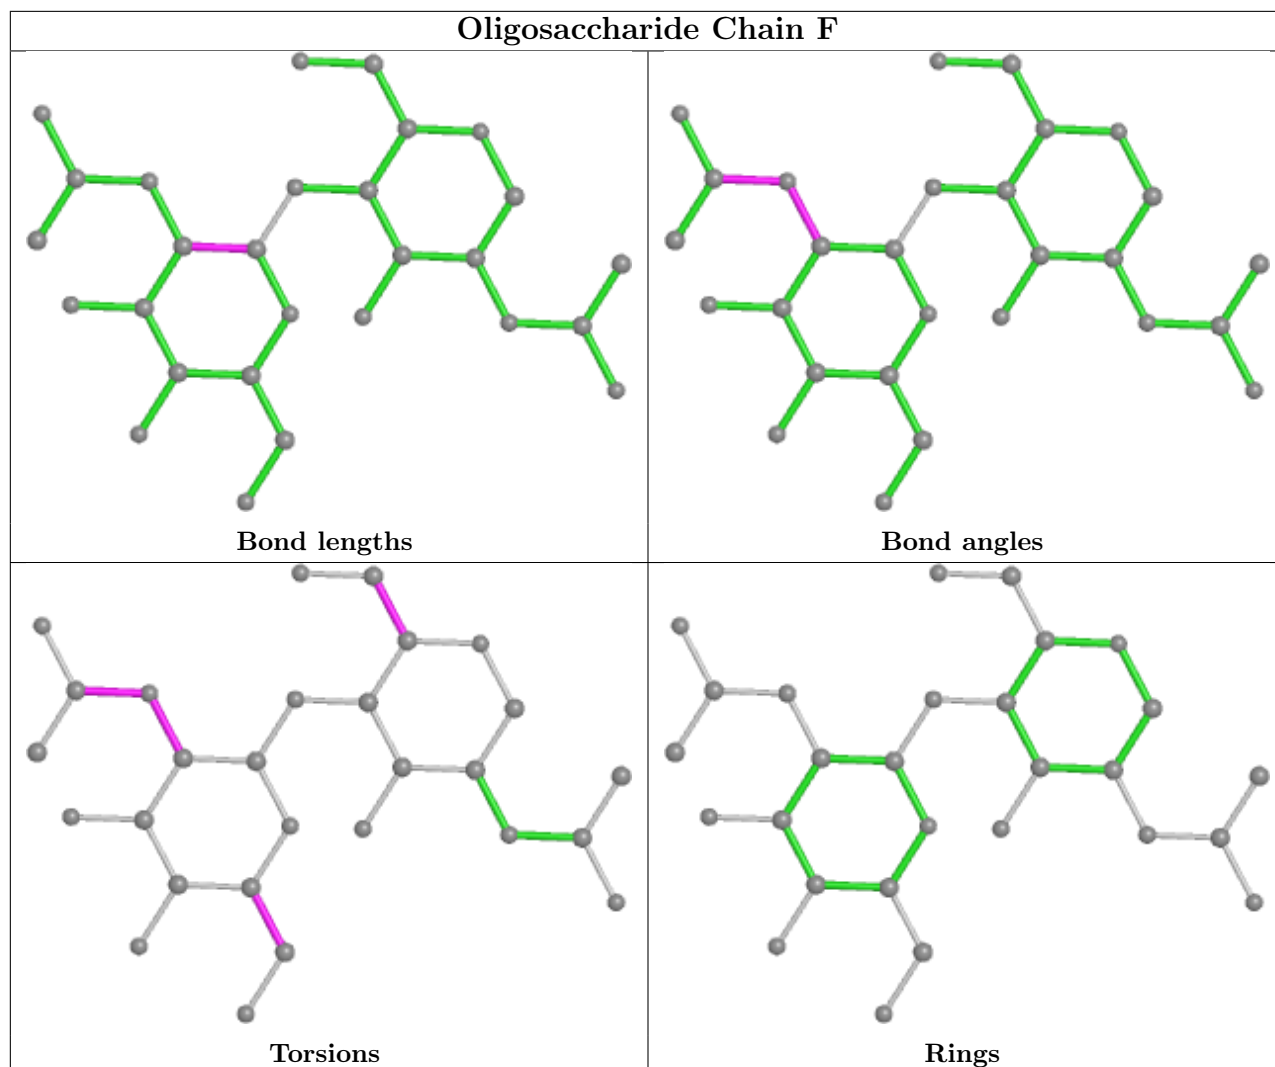 Oligosaccharide Chain F
Bond lengths
Bond angles
Torsions
Rings